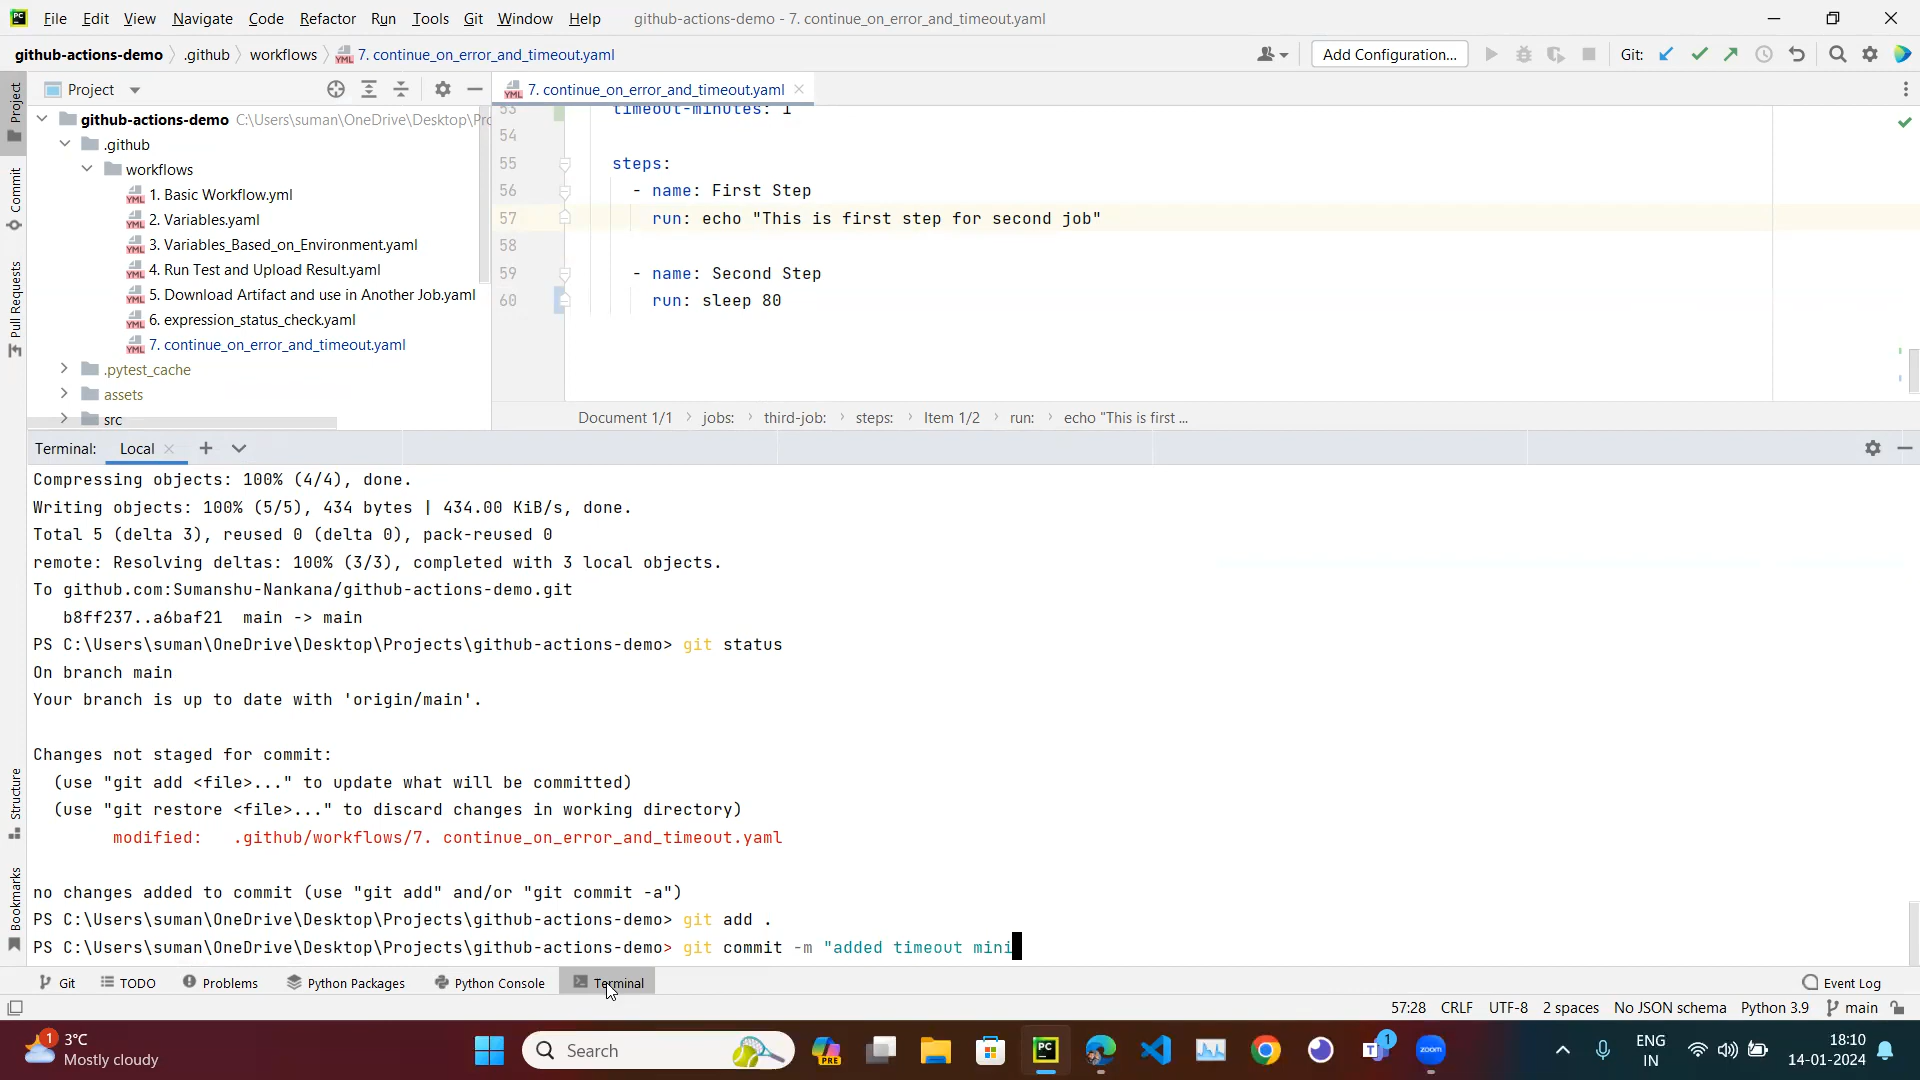 File Edit View Navigate Code Refactor Run Tools Git Window Help github-actions-demo - 7. continue_on_error_and_timeout.yaml
github-actions-demo .github workflows 7. continue_on_error_and_timeout.yaml Add Configuration... Git:
Project
7. continue_on_error_and_timeout.yaml
github-actions-demo C:\Users\suman\OneDrive\Desktop\Pro
.github
workflows
1. Basic Workflow.yml
2. Variables.yaml
3. Variables_Based_on_Environment.yaml
4. Run Test and Upload Result.yaml
5. Download Artifact and use in Another Job.yaml
6. expression_status_check.yaml
7. continue_on_error_and_timeout.yaml
.pytest_cache
assets
src
53 timeout-minutes: 1
54
55 steps:
56 - name: First Step
57 run: echo "This is first step for second job"
58
59 - name: Second Step
60 run: sleep 80
Document 1/1 jobs: third-job: steps: Item 1/2 run: echo "This is first ...
Project
Commit
Pull Requests
Structure
Bookmarks
Terminal: Local
Compressing objects: 100% (4/4), done.
Writing objects: 100% (5/5), 434 bytes | 434.00 KiB/s, done.
Total 5 (delta 3), reused 0 (delta 0), pack-reused 0
remote: Resolving deltas: 100% (3/3), completed with 3 local objects.
To github.com:Sumanshu-Nankana/github-actions-demo.git
b8ff237..a6baf21 main -> main
PS C:\Users\suman\OneDrive\Desktop\Projects\github-actions-demo> git status
On branch main
Your branch is up to date with 'origin/main'.
Changes not staged for commit:
(use "git add <file>..." to update what will be committed)
(use "git restore <file>..." to discard changes in working directory)
modified: .github/workflows/7. continue_on_error_and_timeout.yaml
no changes added to commit (use "git add" and/or "git commit -a")
PS C:\Users\suman\OneDrive\Desktop\Projects\github-actions-demo> git add .
PS C:\Users\suman\OneDrive\Desktop\Projects\github-actions-demo> git commit -m "added timeout mini
Git TODO Problems Python Packages Python Console Terminal Event Log
57:28 CRLF UTF-8 2 spaces No JSON schema Python 3.9 main
1 3°C
Mostly cloudy
Search
PRE
PC
1
zoom
ENG
IN
18:10
14-01-2024